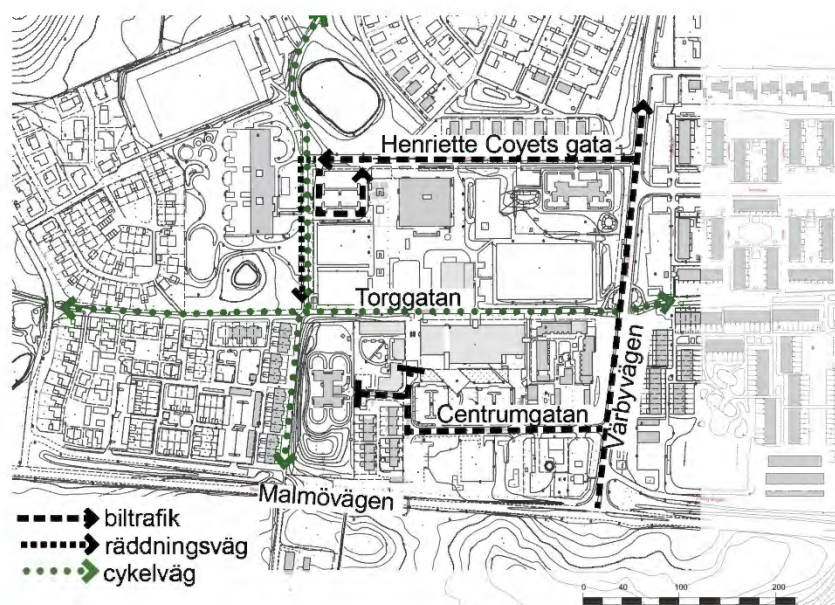 Henriette Coyets gata
Torggatan
Centrumgatan
Värbyvägen
Malmövägen
biltrafik
räddningsväg
cykelväg
0 40 100 200